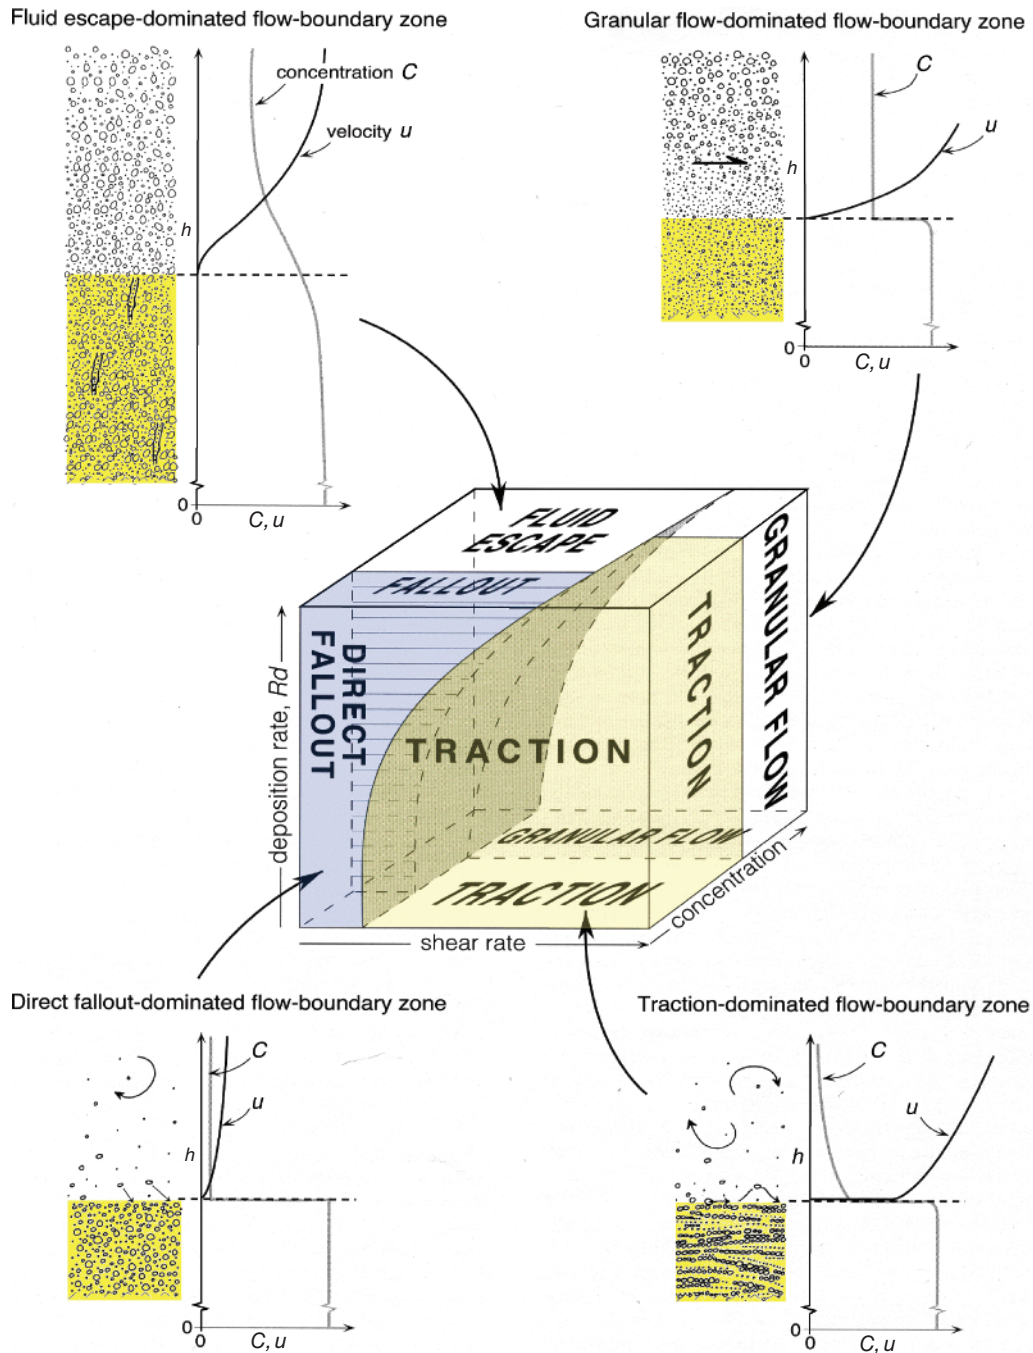 Fluid escape-dominated flow-boundary zone
Granular flow-dominated flow-boundary zone
concentration C
velocity u
h
0
0
C, u
C
u
h
0
0
C, u
FLUID
ESCAPE
FALLOUT
DIRECT
FALLOUT
TRACTION
TRACTION
GRANULAR FLOW
GRANULAR FLOW
TRACTION
deposition rate, Rd
shear rate
concentration
Direct fallout-dominated flow-boundary zone
Traction-dominated flow-boundary zone
C
u
h
0
0
C, u
C
u
h
0
0
C, u